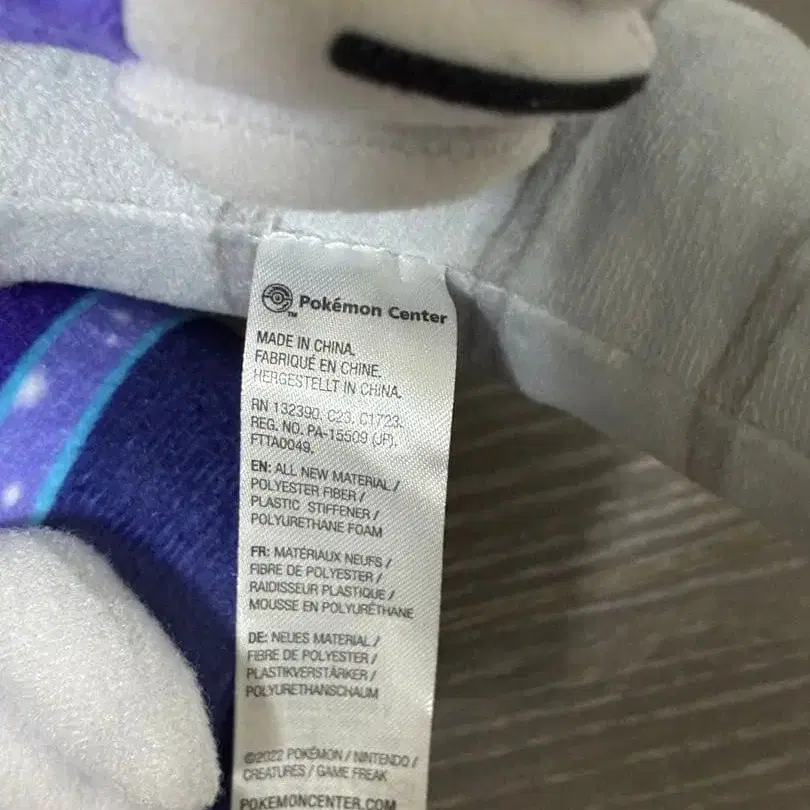 Pokémon Center
TM
MADE IN CHINA.
FABRIQUÉ EN CHINE.
HERGESTELLT IN CHINA.
RN 132390. C23. C1723.
REG. NO. PA-15509 (JP).
FTTA0049.
EN: ALL NEW MATERIAL /
POLYESTER FIBER /
PLASTIC STIFFENER /
POLYURETHANE FOAM
FR: MATÉRIAUX NEUFS /
FIBRE DE POLYESTER /
RAIDISSEUR PLASTIQUE /
MOUSSE EN POLYURÉTHANE
DE: NEUES MATERIAL /
FIBRE DE POLYESTER /
PLASTIKVERSTÄRKER /
POLYURETHANSCHAUM
©2022 POKÉMON / NINTENDO /
CREATURES / GAME FREAK
POKEMONCENTER.COM